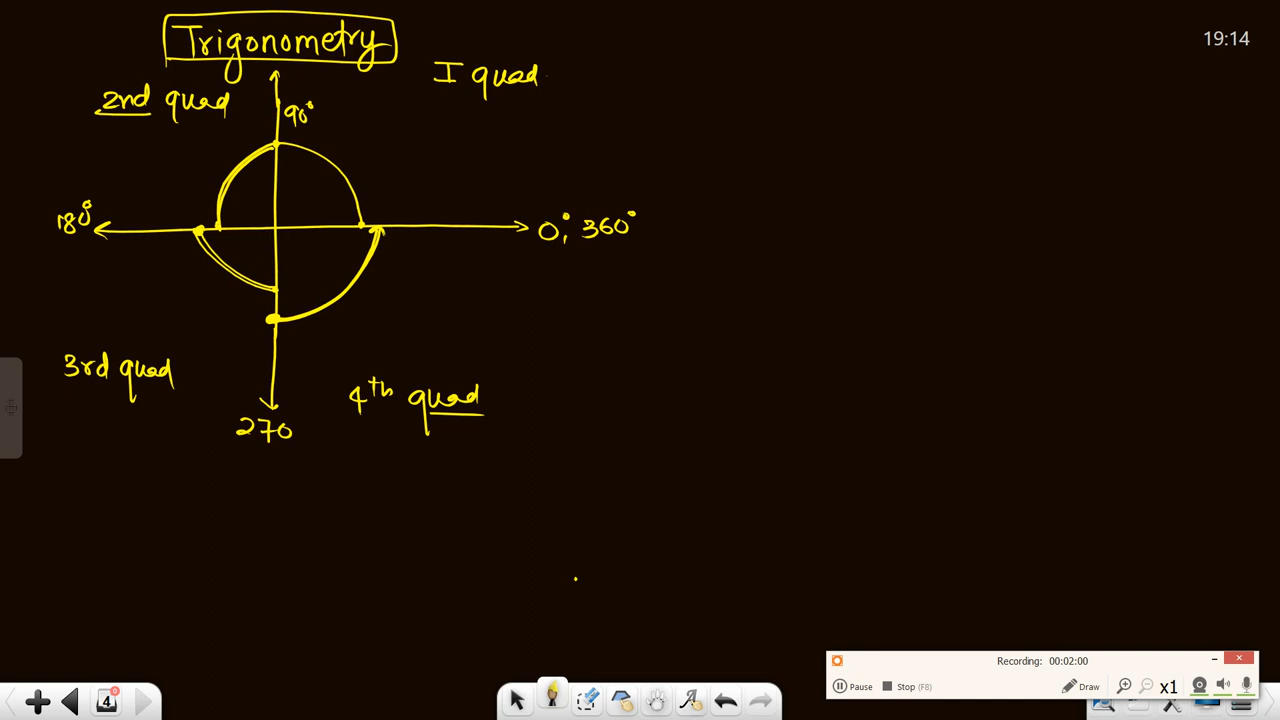 Trigonometry
19:14
I quad
2nd quad
90°
180°
0°, 360°
3rd quad
4th quad
270
Recording: 00:02:00
Pause
Stop (F8)
Draw
x1
4
0